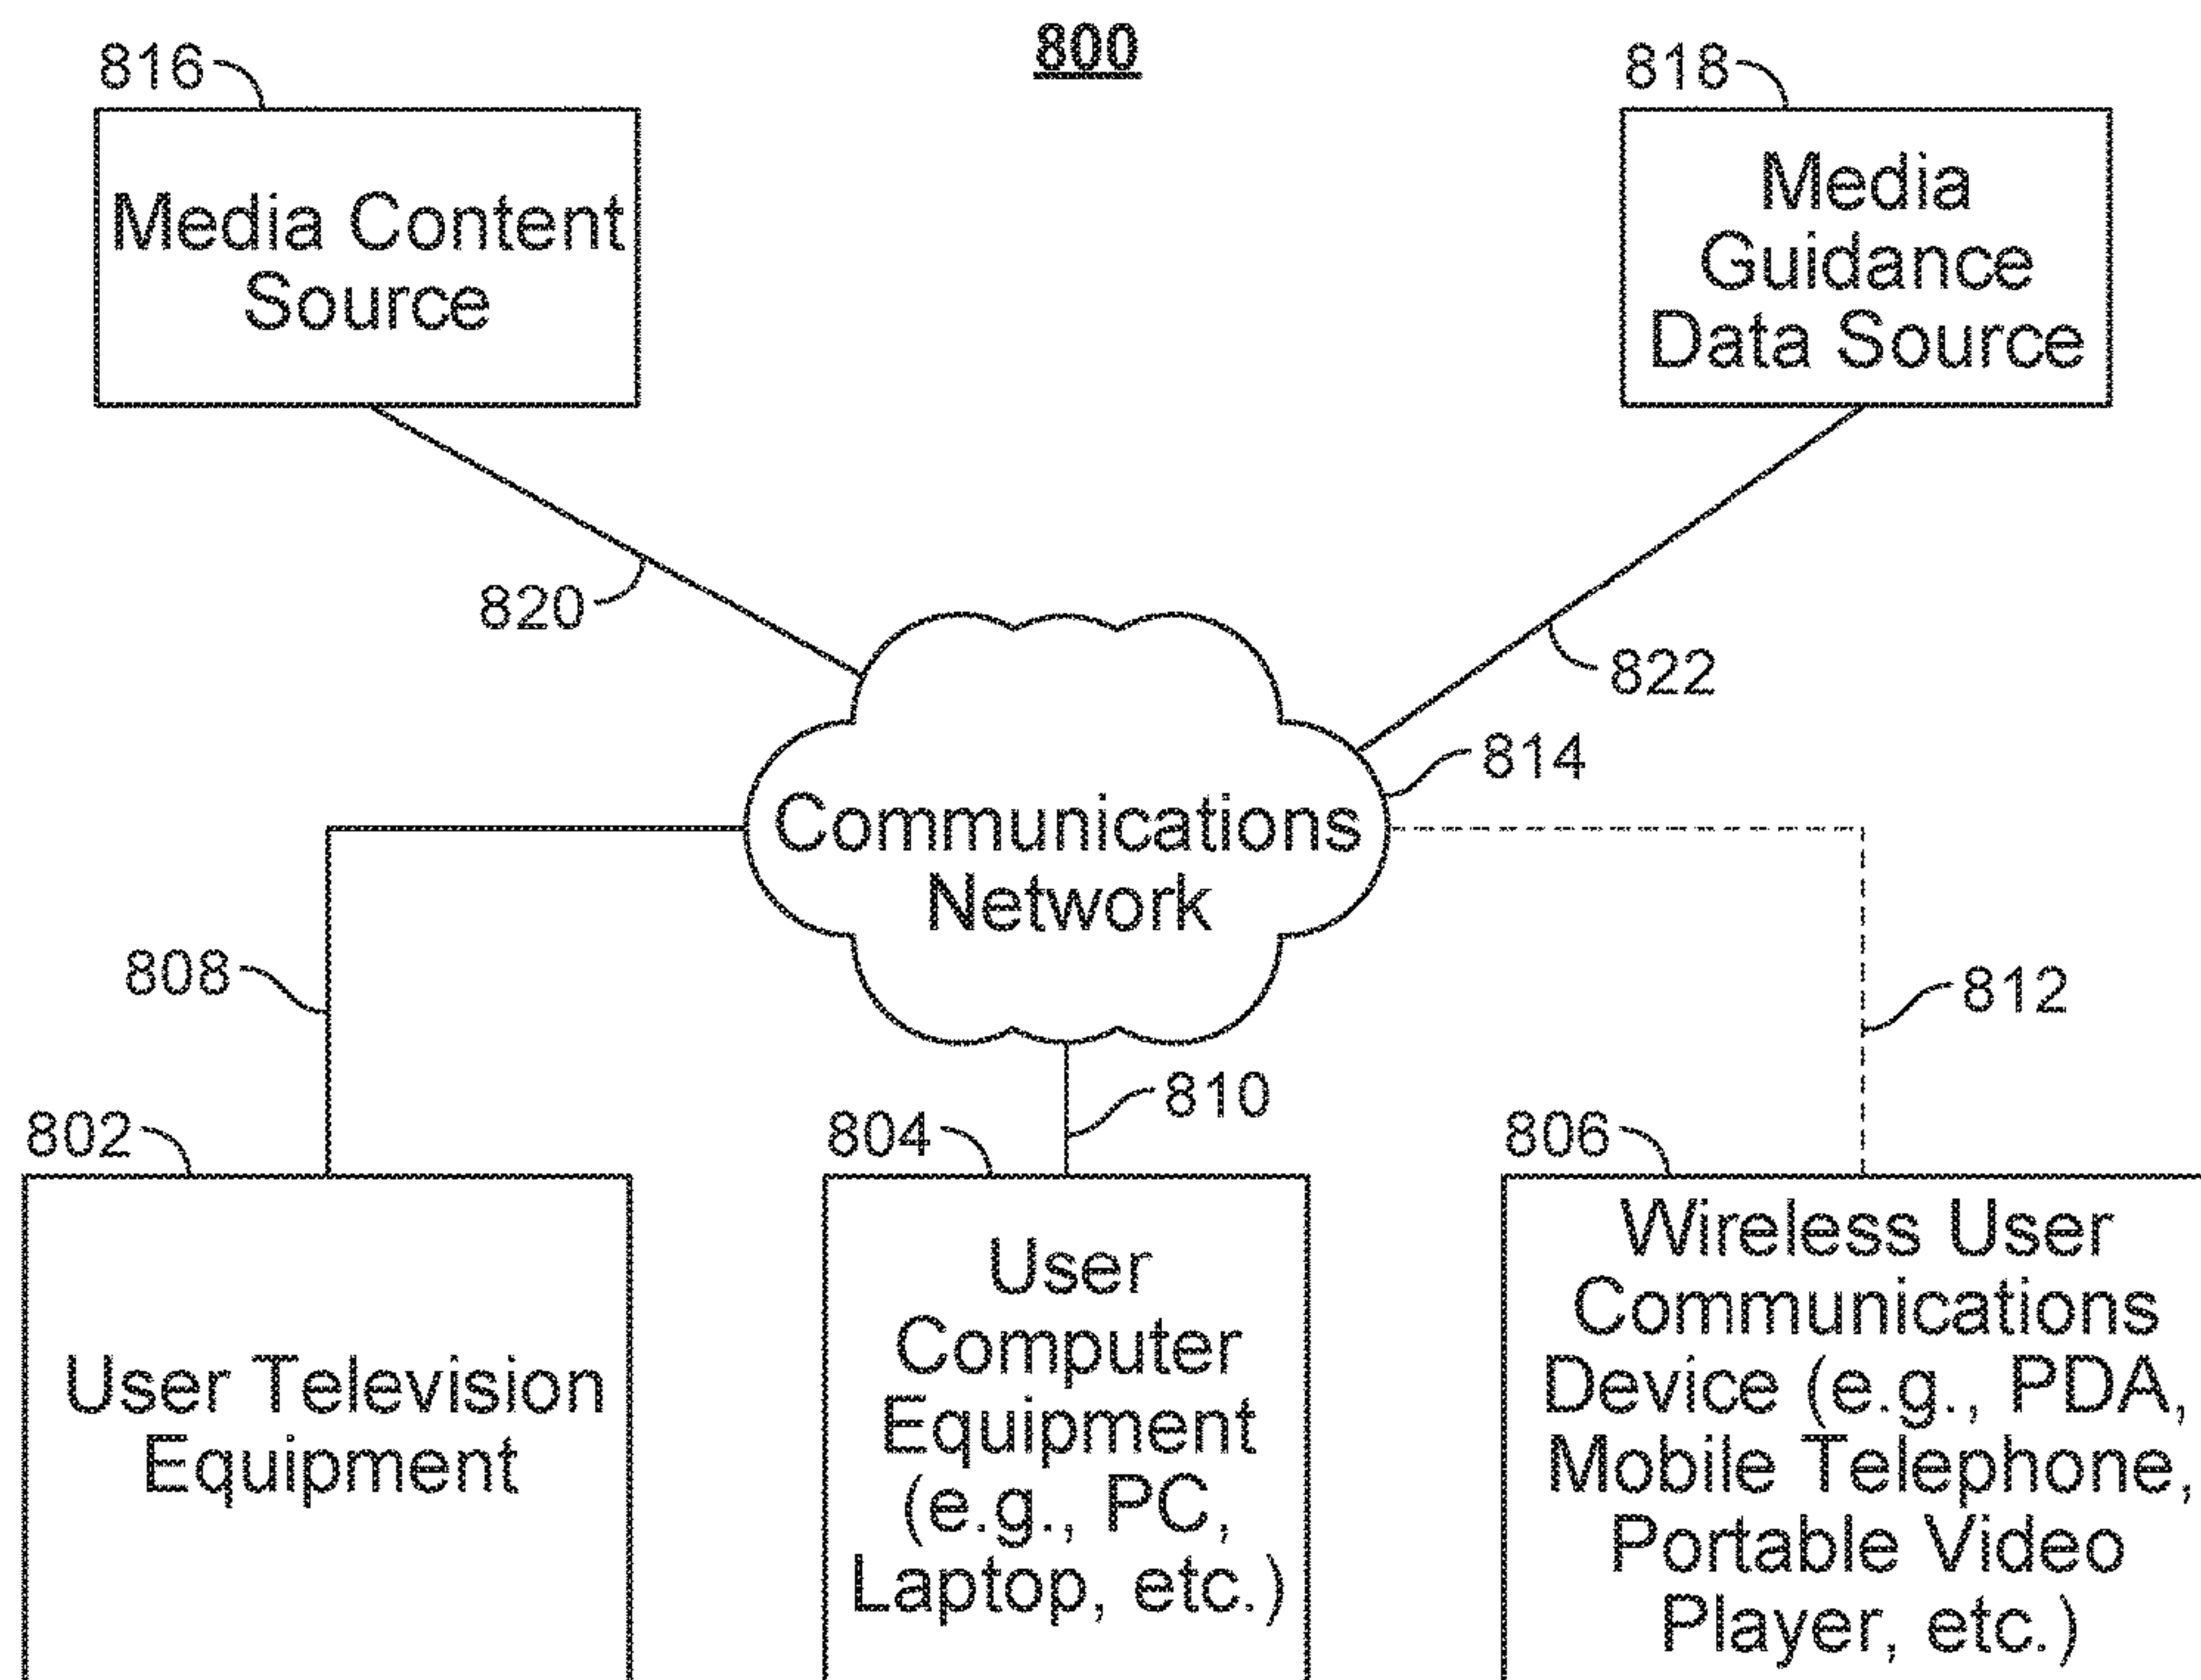 800
816
818
Media Content
Source
Media
Guidance
Data Source
820
822
814
Communications
Network
808
812
810
802
804
806
User Television
Equipment
User
Computer
Equipment
(e.g., PC,
Laptop, etc.)
Wireless User
Communications
Device (e.g., PDA,
Mobile Telephone,
Portable Video
Player, etc.)